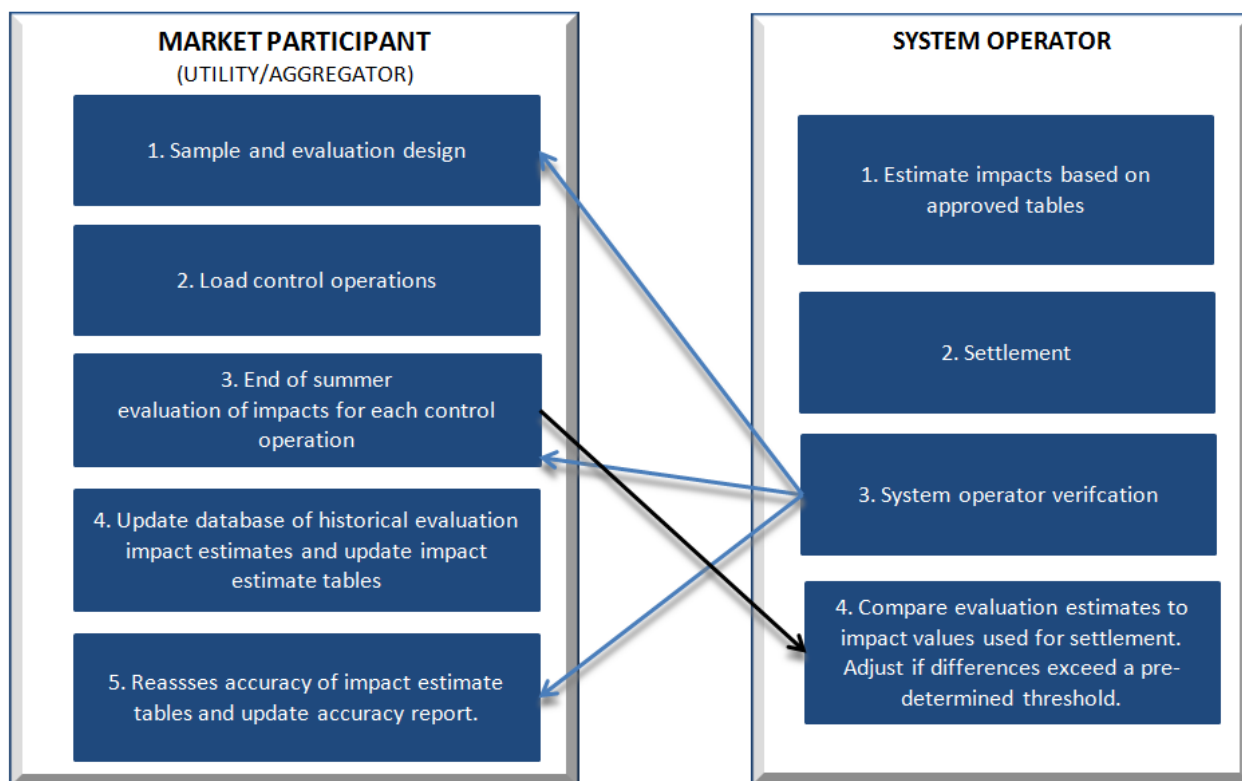 MARKET PARTICIPANT
(UTILITY/AGGREGATOR)
1. Sample and evaluation design
2. Load control operations
3. End of summer
evaluation of impacts for each control
operation
4. Update database of historical evaluation
impact estimates and update impact
estimate tables
5. Reassses accuracy of impact estimate
tables and update accuracy report.
SYSTEM OPERATOR
1. Estimate impacts based on
approved tables
2. Settlement
3. System operator verifcation
4. Compare evaluation estimates to
impact values used for settlement.
Adjust if differences exceed a pre-
determined threshold.